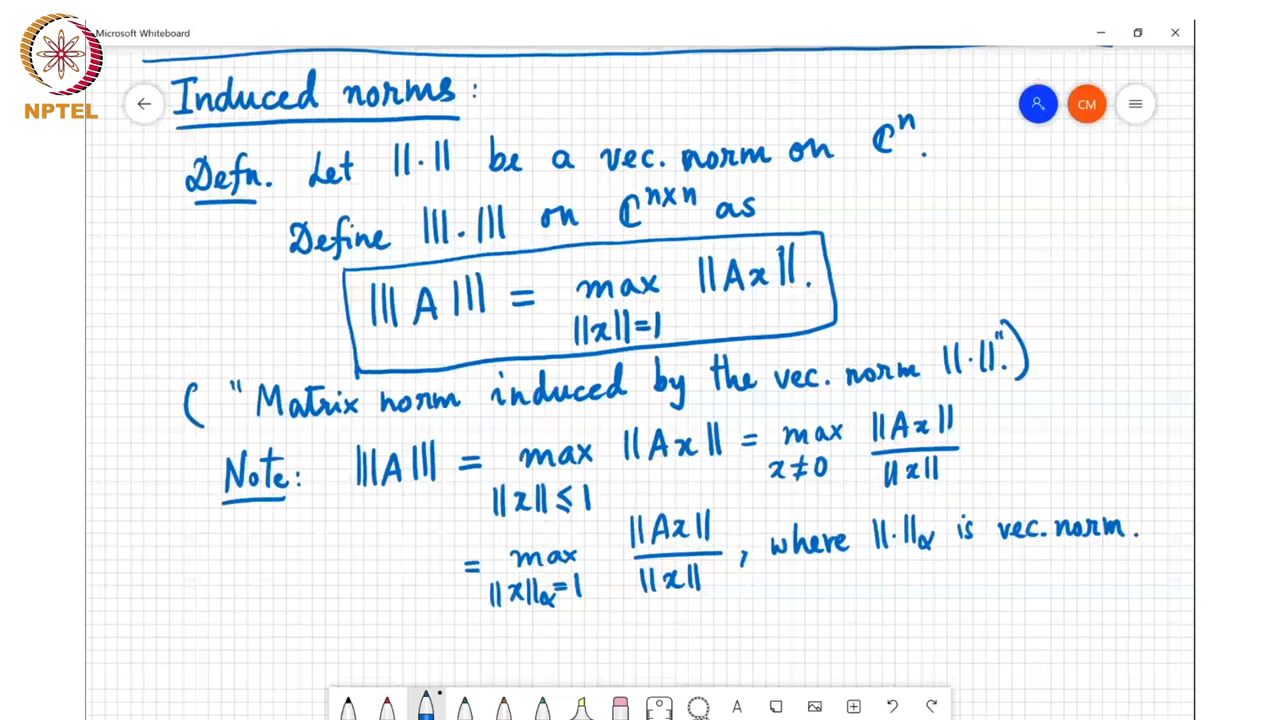 Microsoft Whiteboard
NPTEL
CM
Induced norms:
Defn. Let ||·|| be a vec. norm on ℂⁿ.
Define |||·||| on ℂⁿˣⁿ as
|||A||| = max ||Ax||.
||x||=1
( "Matrix norm induced by the vec. norm ||·||".)
Note: |||A||| = max ||Ax|| = max ||Ax||
||x||≤1 x≠0 ||x||
= max ||Ax|| , where ||·||α is vec. norm.
||x||α=1 ||x||
A